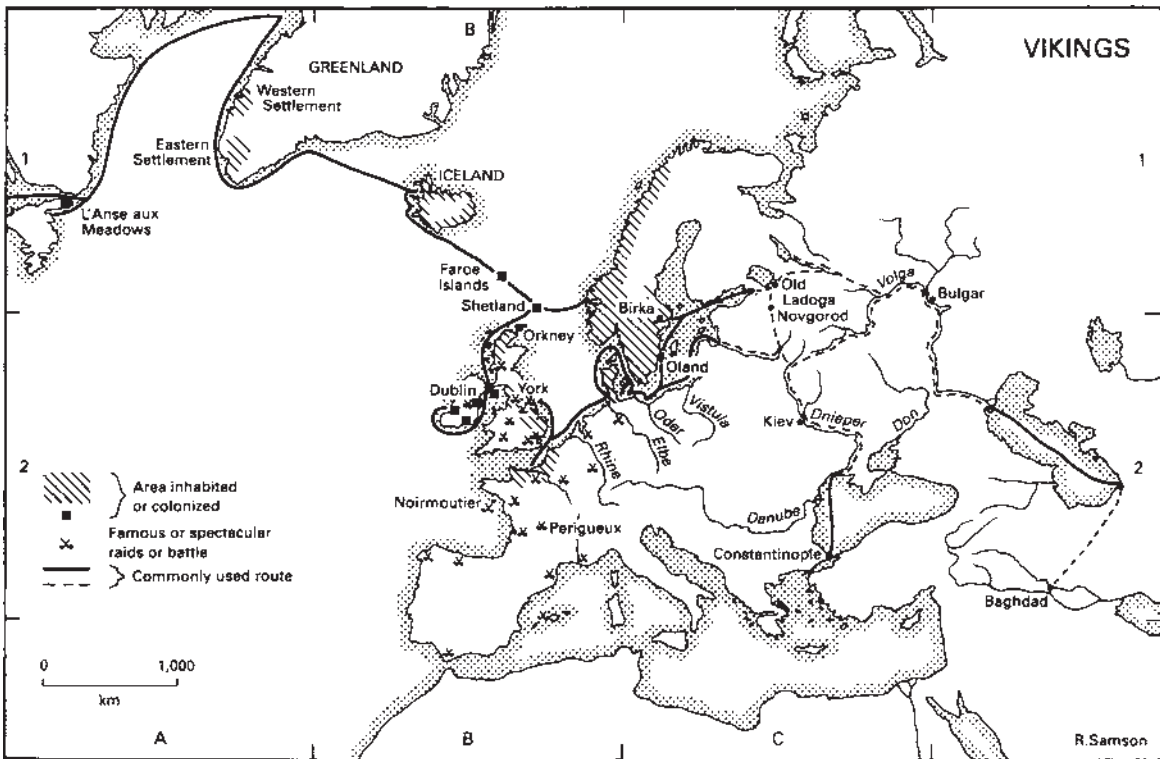 B
VIKINGS
GREENLAND
Western
Settlement
Eastern
Settlement
1
1
ICELAND
L'Anse aux
Meadows
Faroe
Islands
Shetland
Orkney
Birka
Old
Ladoga
Novgorod
Volga
Bulgar
Dublin
York
Oland
Vistula
Oder
Elbe
Rhine
Kiev
Dnieper
Don
2
2
Area inhabited
or colonized
Famous or spectacular
raids or battle
Commonly used route
Noirmoutier
Perigueux
Danube
Constantinople
Baghdad
0
1,000
km
A
B
C
R.Samson